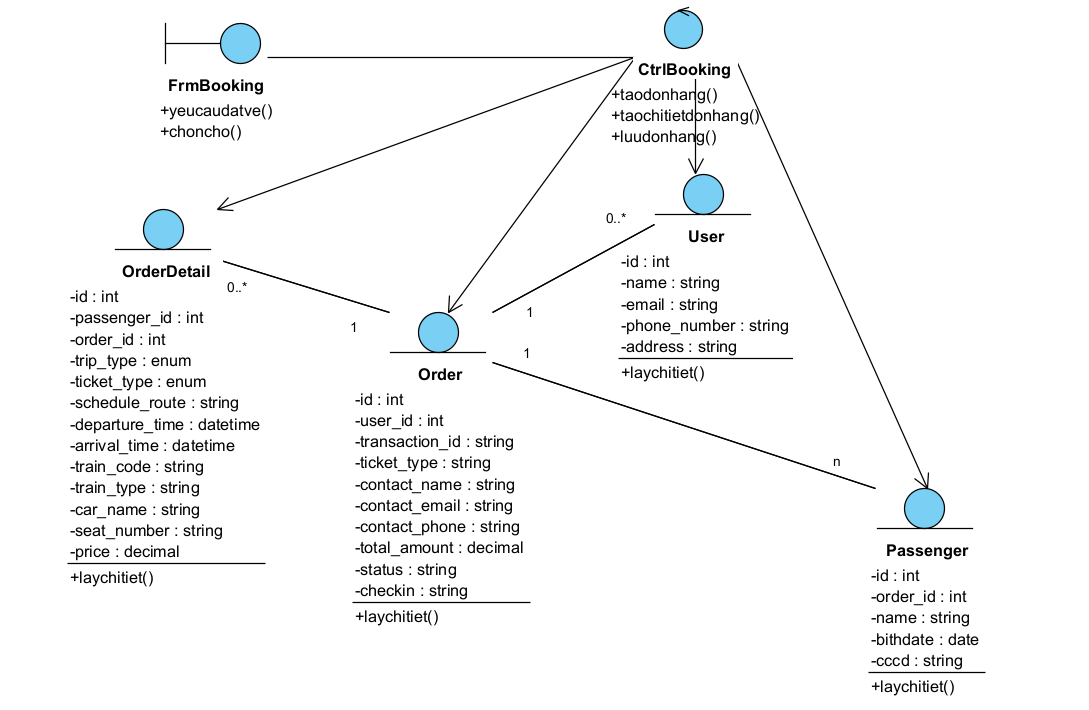 FrmBooking
+yeucaudatve()
+choncho()
CtrlBooking
+taodonhang()
+taochitietdonhang()
+luudonhang()
OrderDetail
-id : int
-passenger_id : int
-order_id : int
-trip_type : enum
-ticket_type : enum
-schedule_route : string
-departure_time : datetime
-arrival_time : datetime
-train_code : string
-train_type : string
-car_name : string
-seat_number : string
-price : decimal
+laychitiet()
0..*
1
Order
-id : int
-user_id : int
-transaction_id : string
-ticket_type : string
-contact_name : string
-contact_email : string
-contact_phone : string
-total_amount : decimal
-status : string
-checkin : string
+laychitiet()
0..*
1
1
n
User
-id : int
-name : string
-email : string
-phone_number : string
-address : string
+laychitiet()
Passenger
-id : int
-order_id : int
-name : string
-bithdate : date
-cccd : string
+laychitiet()